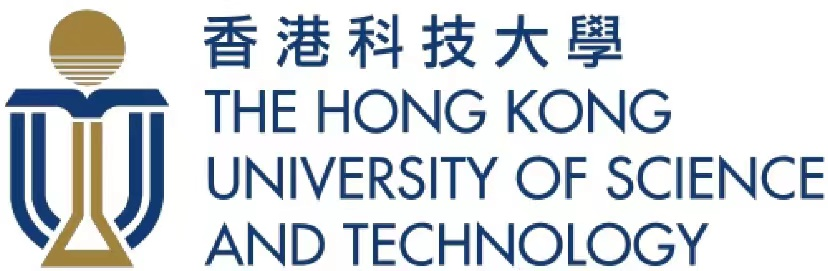 香港科技大學
THE HONG KONG
UNIVERSITY OF SCIENCE
AND TECHNOLOGY